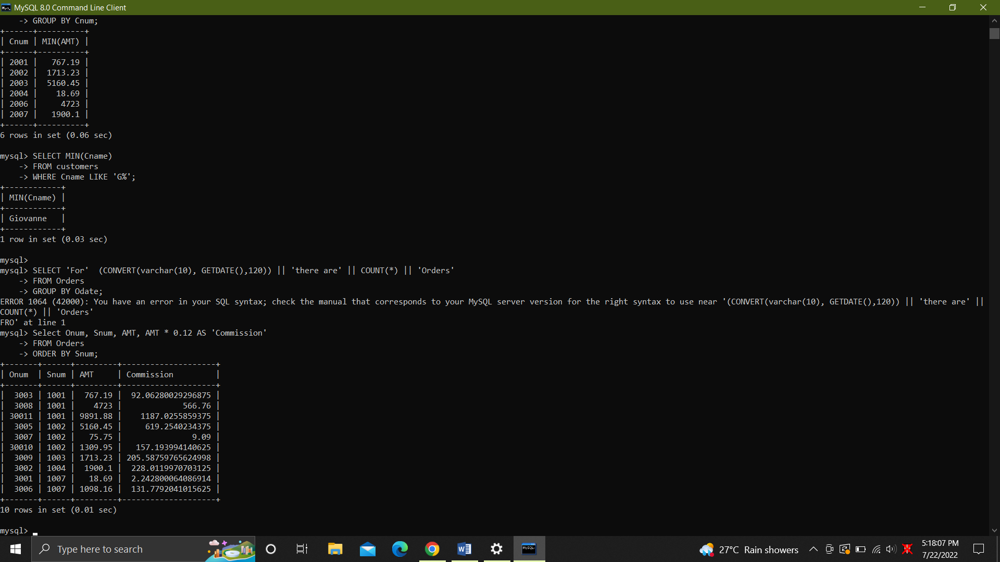 MySQL 8.0 Command Line Client
    -> GROUP BY Cnum;
+------+----------+
| Cnum | MIN(AMT) |
+------+----------+
| 2001 |   767.19 |
| 2002 |  1713.23 |
| 2003 |  5160.45 |
| 2004 |    18.69 |
| 2006 |     4723 |
| 2007 |   1900.1 |
+------+----------+
6 rows in set (0.06 sec)

mysql> SELECT MIN(Cname)
    -> FROM customers
    -> WHERE Cname LIKE 'G%';
+------------+
| MIN(Cname) |
+------------+
| Giovanne   |
+------------+
1 row in set (0.03 sec)

mysql>
mysql> SELECT 'For'  (CONVERT(varchar(10), GETDATE(),120)) || 'there are' || COUNT(*) || 'Orders'
    -> FROM Orders
    -> GROUP BY Odate;
ERROR 1064 (42000): You have an error in your SQL syntax; check the manual that corresponds to your MySQL server version for the right syntax to use near '(CONVERT(varchar(10), GETDATE(),120)) || 'there are' ||
COUNT(*) || 'Orders'
FRO' at line 1
mysql> Select Onum, Snum, AMT, AMT * 0.12 AS 'Commission'
    -> FROM Orders
    -> ORDER BY Snum;
+-------+------+---------+--------------------+
| Onum  | Snum | AMT     | Commission         |
+-------+------+---------+--------------------+
|  3003 | 1001 |  767.19 |  92.06280029296875 |
|  3008 | 1001 |    4723 |             566.76 |
| 30011 | 1001 | 9891.88 |    1187.0255859375 |
|  3005 | 1002 | 5160.45 |     619.2540234375 |
|  3007 | 1002 |   75.75 |               9.09 |
| 30010 | 1002 | 1309.95 |   157.193994140625 |
|  3009 | 1003 | 1713.23 | 205.58759765624998 |
|  3002 | 1004 |  1900.1 |  228.0119970703125 |
|  3001 | 1007 |   18.69 |  2.242800064086914 |
|  3006 | 1007 | 1098.16 |  131.7792041015625 |
+-------+------+---------+--------------------+
10 rows in set (0.01 sec)

mysql> _
Type here to search
27°C Rain showers
5:18:07 PM
7/22/2022